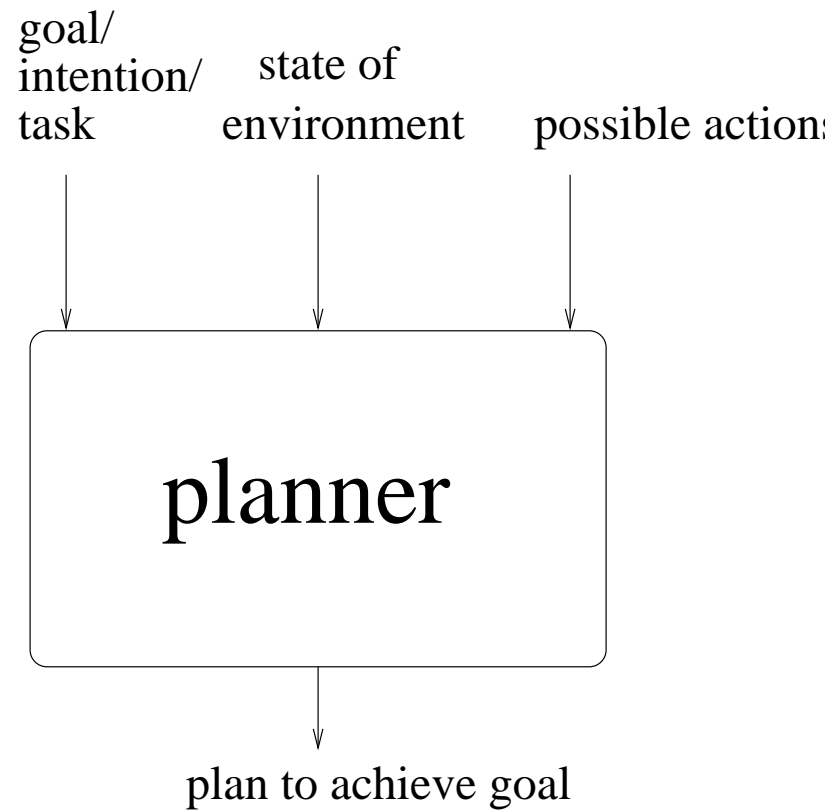 goal/
intention/
task
state of
environment
possible actions
planner
plan to achieve goal